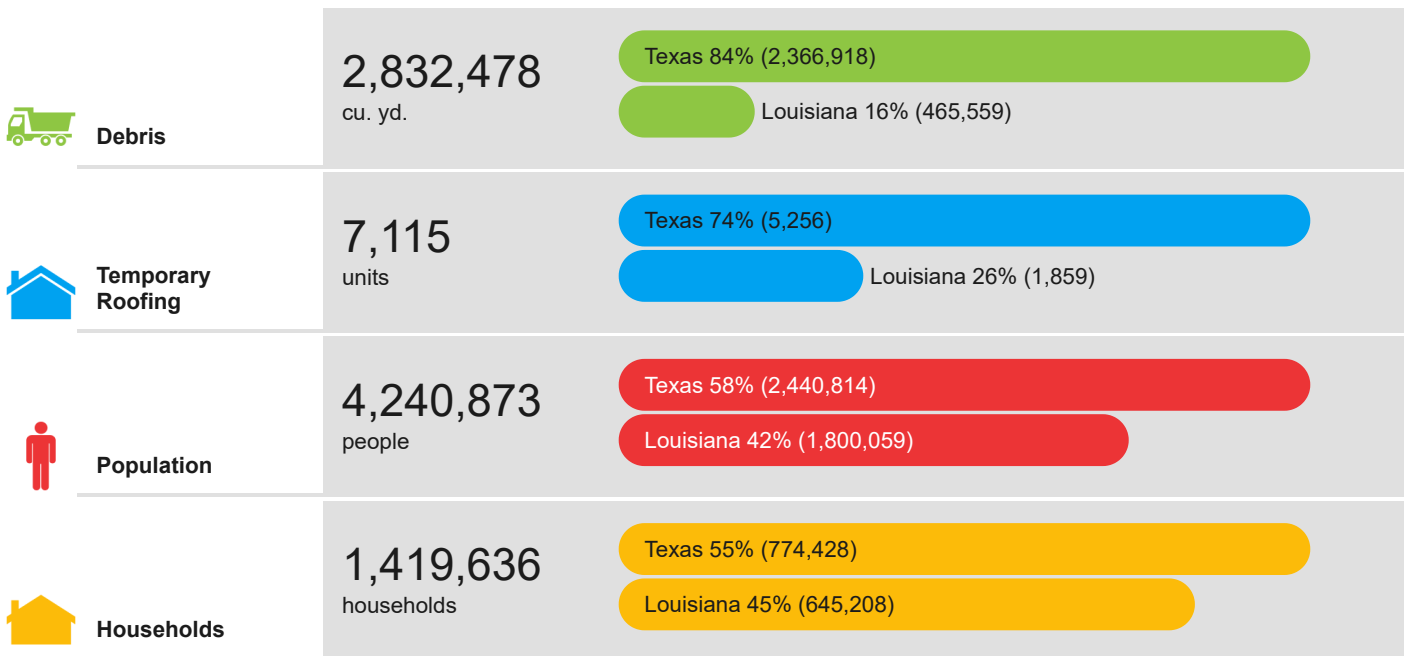 Debris
2,832,478
cu. yd.
Texas 84% (2,366,918)
Louisiana 16% (465,559)
Temporary
Roofing
7,115
units
Texas 74% (5,256)
Louisiana 26% (1,859)
Population
4,240,873
people
Texas 58% (2,440,814)
Louisiana 42% (1,800,059)
Households
1,419,636
households
Texas 55% (774,428)
Louisiana 45% (645,208)